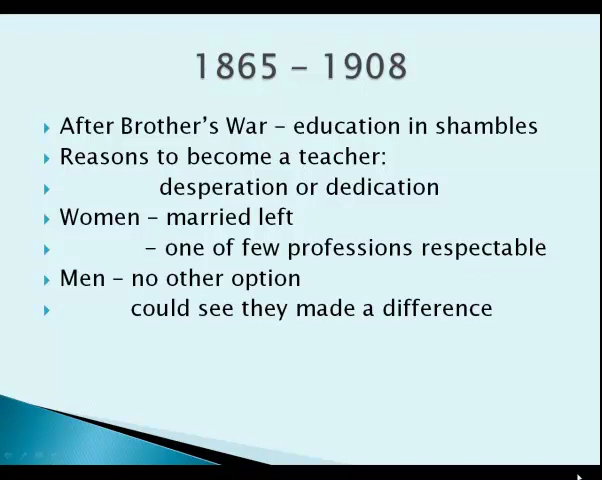 1865 – 1908
After Brother's War – education in shambles
Reasons to become a teacher:
desperation or dedication
Women – married left
– one of few professions respectable
Men – no other option
could see they made a difference